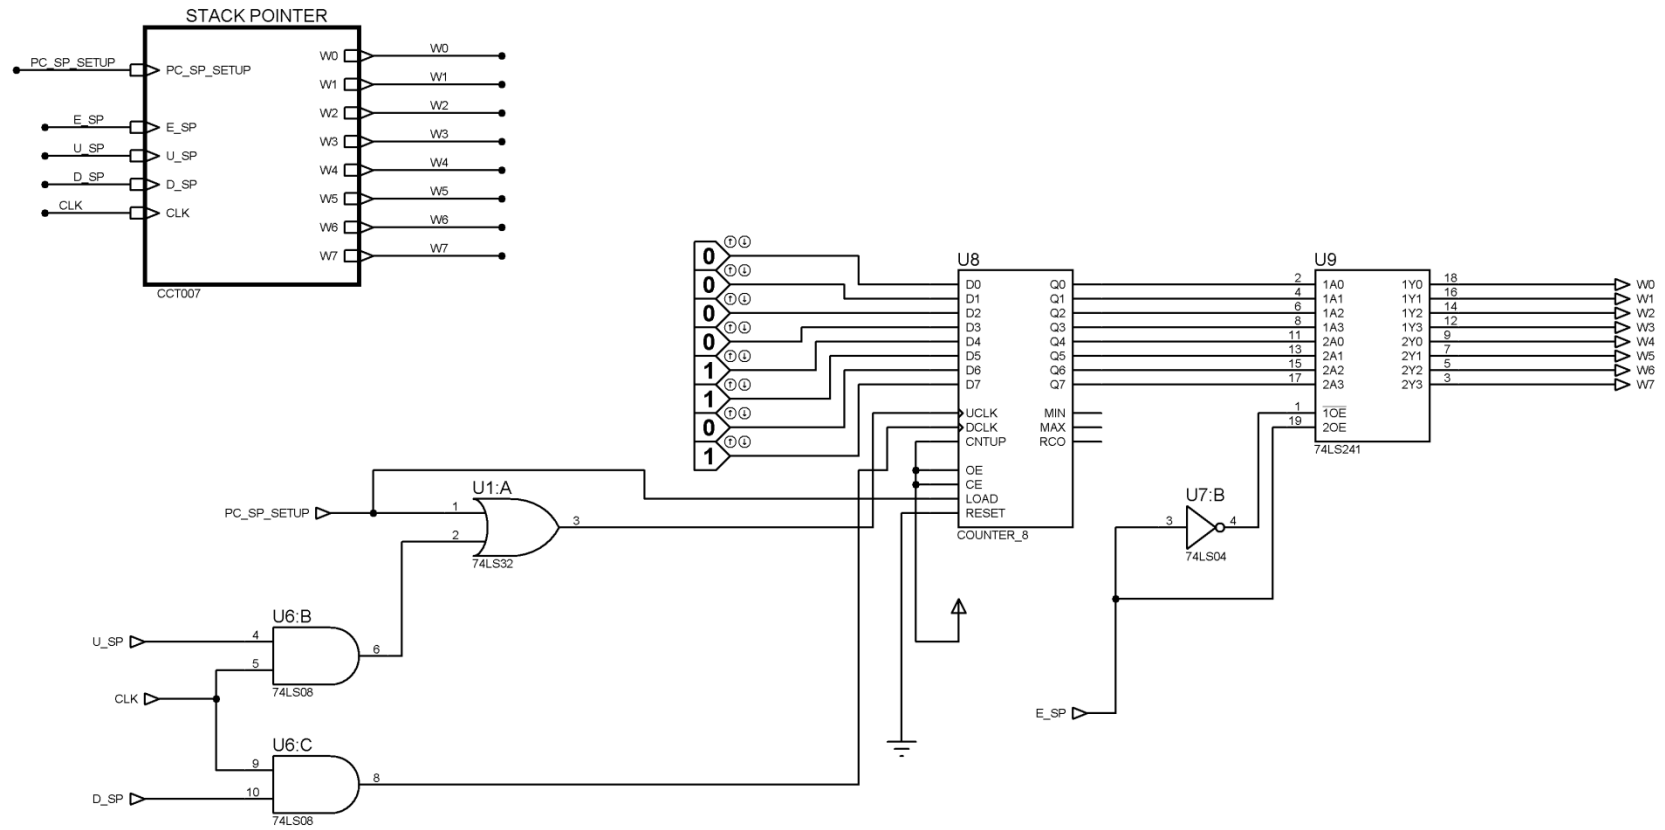 STACK POINTER
PC_SP_SETUP PC_SP_SETUP W0 W0
W1 W1
W2 W2
E_SP E_SP W3 W3
U_SP U_SP W4 W4
D_SP D_SP W5 W5
CLK CLK W6 W6
W7 W7
CCT007
0
0
0
0
1
1
0
1
U8
D0 Q0
D1 Q1
D2 Q2
D3 Q3
D4 Q4
D5 Q5
D6 Q6
D7 Q7
UCLK MIN
DCLK MAX
CNTUP RCO
OE
CE
LOAD
RESET
COUNTER_8
U9
2 1A0 1Y0 18 W0
4 1A1 1Y1 16 W1
6 1A2 1Y2 14 W2
8 1A3 1Y3 12 W3
11 2A0 2Y0 9 W4
13 2A1 2Y1 7 W5
15 2A2 2Y2 5 W6
17 2A3 2Y3 3 W7
1 1OE
19 2OE
74LS241
U1:A
PC_SP_SETUP 1
2 3
74LS32
U7:B
3 4
74LS04
U6:B
U_SP 4
5 6
74LS08
CLK
E_SP
U6:C
9
D_SP 10 8
74LS08